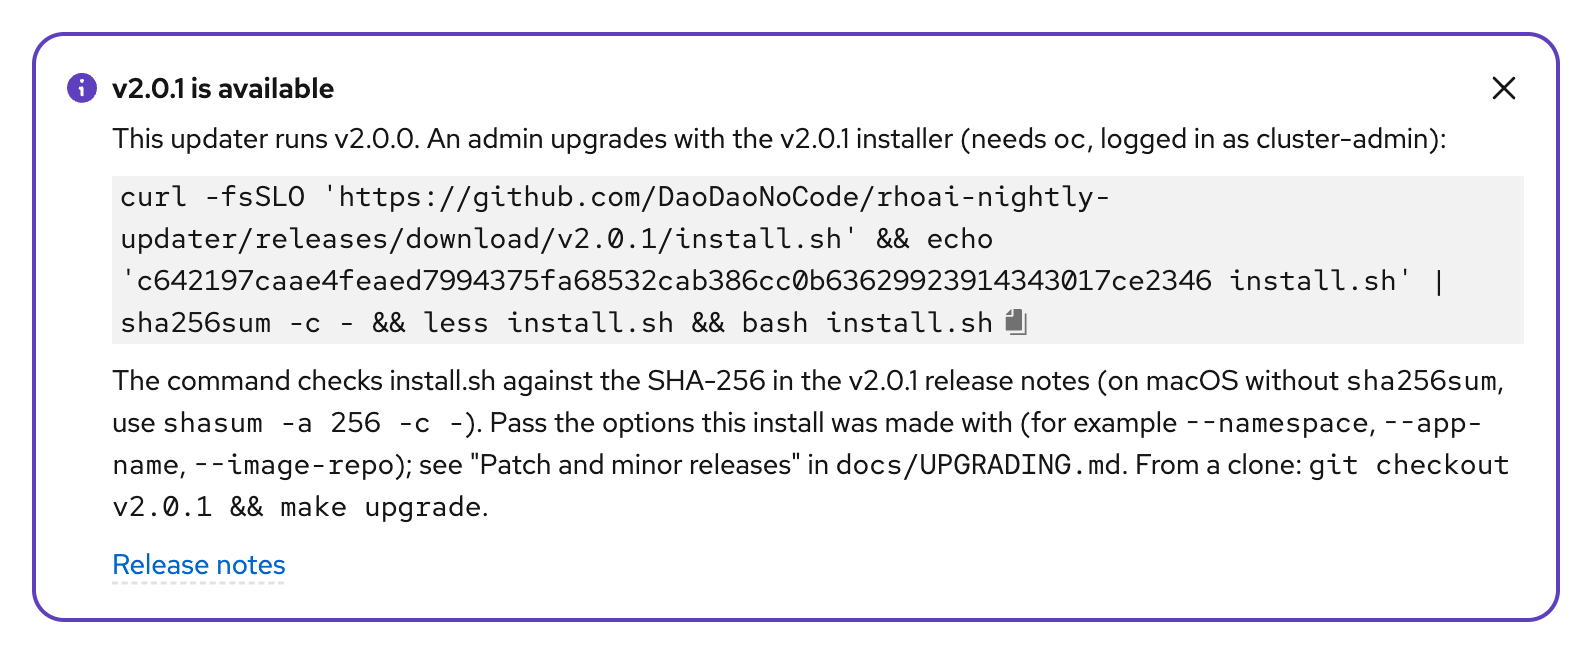 v2.0.1 is available
This updater runs v2.0.0. An admin upgrades with the v2.0.1 installer (needs oc, logged in as cluster-admin):
curl -fsSLO 'https://github.com/DaoDaoNoCode/rhoai-nightly-
updater/releases/download/v2.0.1/install.sh' && echo
'c642197caae4feaed7994375fa68532cab386cc0b63629923914343017ce2346 install.sh' |
sha256sum -c - && less install.sh && bash install.sh
The command checks install.sh against the SHA-256 in the v2.0.1 release notes (on macOS without sha256sum,
use shasum -a 256 -c -). Pass the options this install was made with (for example --namespace, --app-
name, --image-repo); see "Patch and minor releases" in docs/UPGRADING.md. From a clone: git checkout
v2.0.1 && make upgrade.
Release notes